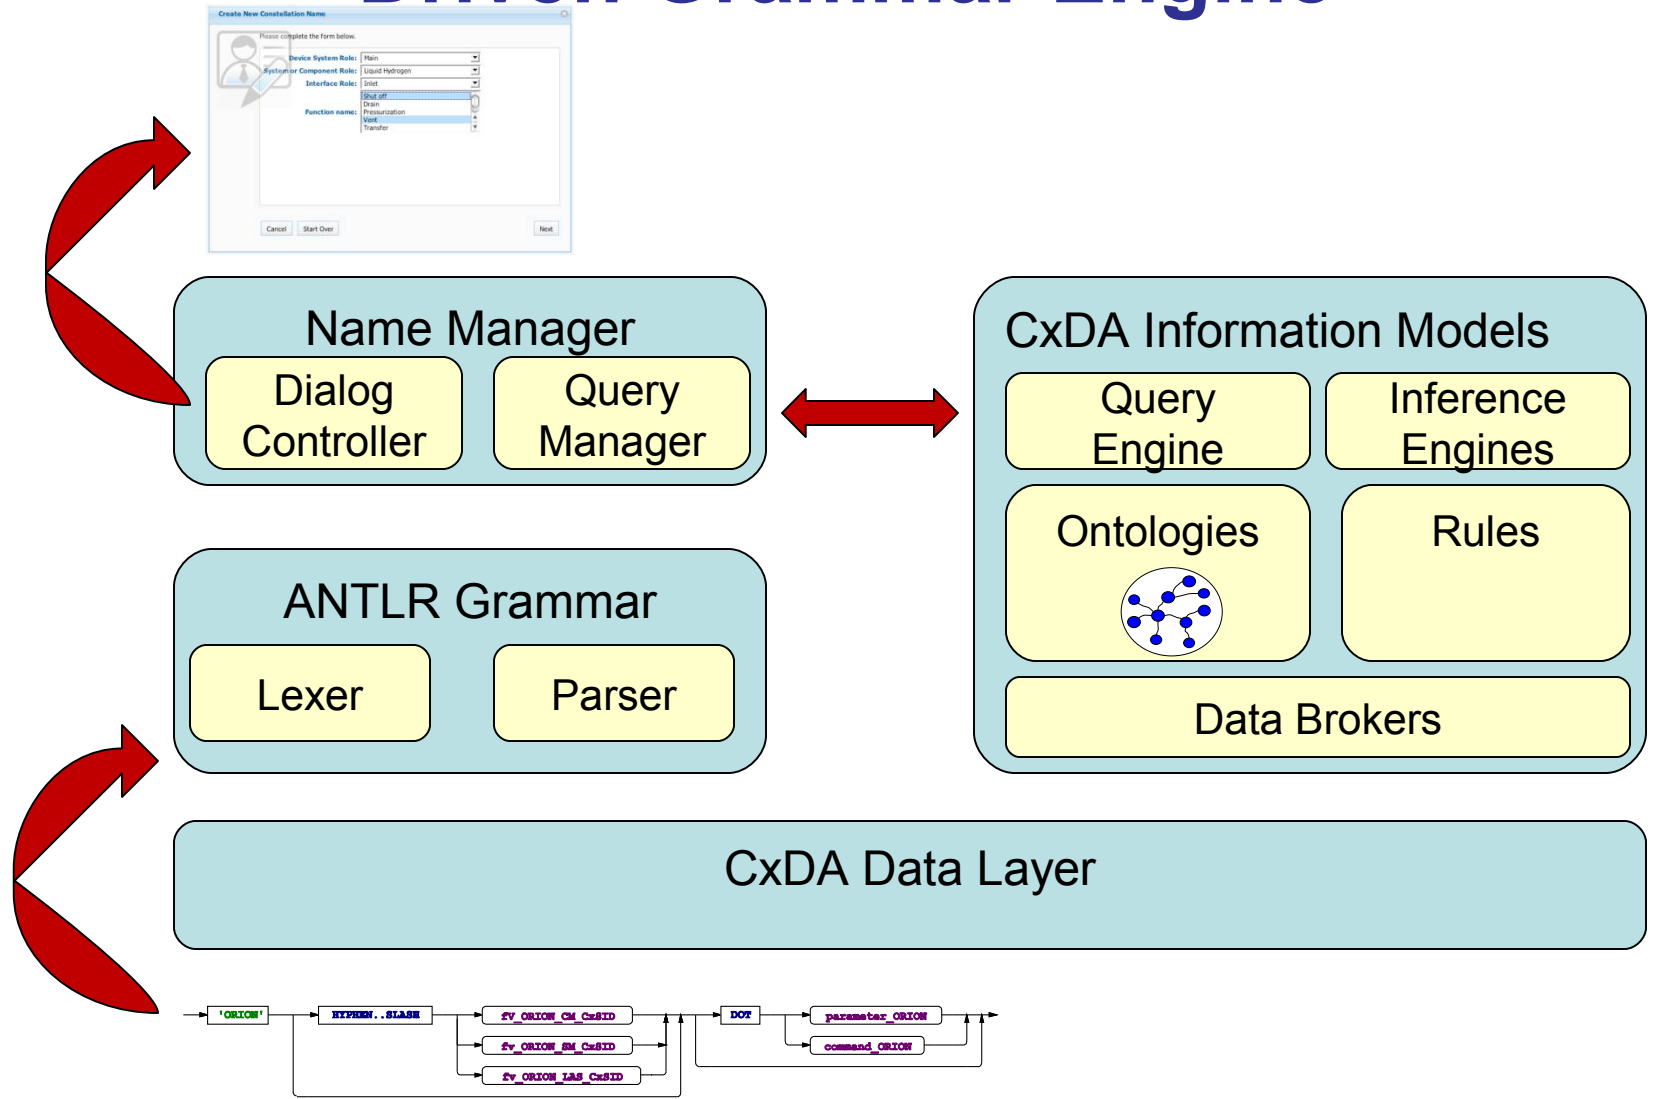 Driven Grammar Engine
Create New Constellation Name
Please complete the form below.
Device System Role: Main
System or Component Role: Liquid Hydrogen
Interface Role: Inlet
Shut off
Drain
Function name: Pressurization
Vent
Transfer
Cancel Start Over Next
Name Manager
Dialog
Controller
Query
Manager
CxDA Information Models
Query
Engine
Inference
Engines
Ontologies
Rules
Data Brokers
ANTLR Grammar
Lexer
Parser
CxDA Data Layer
'ORION' HYPHEN..SLASH fV_ORION_CM_CxSID DOT parameter_ORION
fv_ORION_SM_CxSID command_ORION
fv_ORION_LAS_CxSID